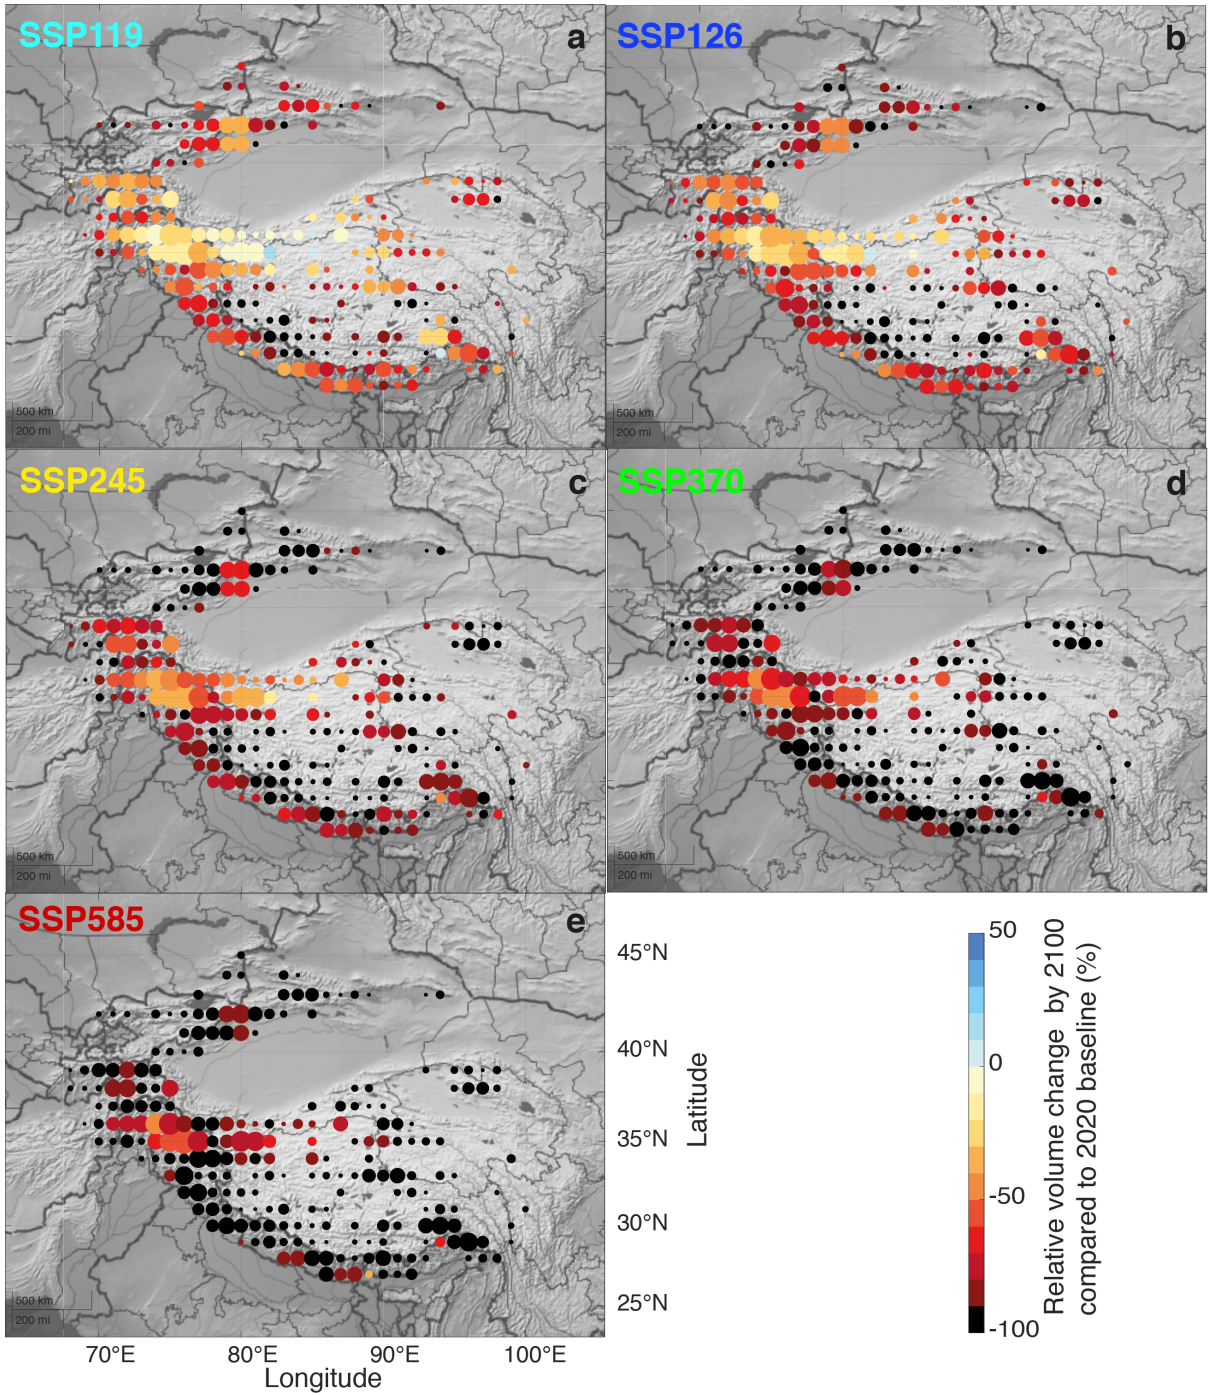 SSP119
a
500 km
200 mi
SSP126
b
500 km
200 mi
SSP245
c
500 km
200 mi
SSP370
d
500 km
200 mi
SSP585
e
500 km
200 mi
70°E
80°E
90°E
100°E
Longitude
45°N
40°N
35°N
30°N
25°N
Latitude
50
0
-50
-100
Relative volume change by 2100
compared to 2020 baseline (%)